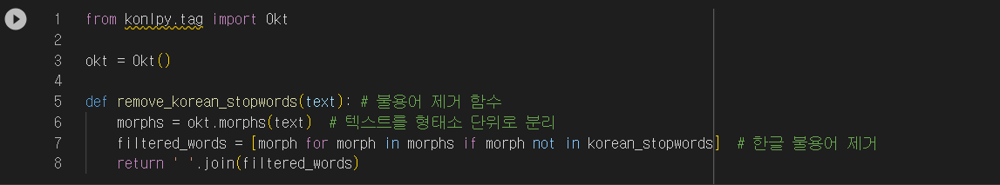 1 from konlpy.tag import Okt
2
3 okt = Okt()
4
5 def remove_korean_stopwords(text): # 불용어 제거 함수
6     morphs = okt.morphs(text)  # 텍스트를 형태소 단위로 분리
7     filtered_words = [morph for morph in morphs if morph not in korean_stopwords]  # 한글 불용어 제거
8     return ' '.join(filtered_words)